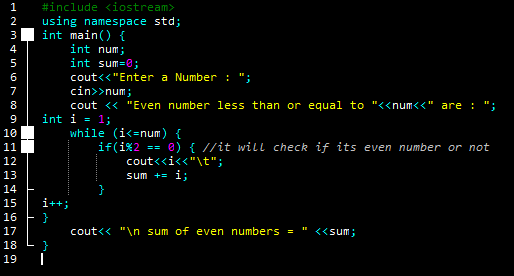 1 #include <iostream>
2 using namespace std;
3 int main() {
4 int num;
5 int sum=0;
6 cout<<"Enter a Number : ";
7 cin>>num;
8 cout << "Even number less than or equal to "<<num<<" are : ";
9 int i = 1;
10 while (i<=num) {
11 if(i%2 == 0) { //it will check if its even number or not
12 cout<<i<<"\t";
13 sum += i;
14 }
15 i++;
16 }
17 cout<< "\n sum of even numbers = " <<sum;
18 }
19